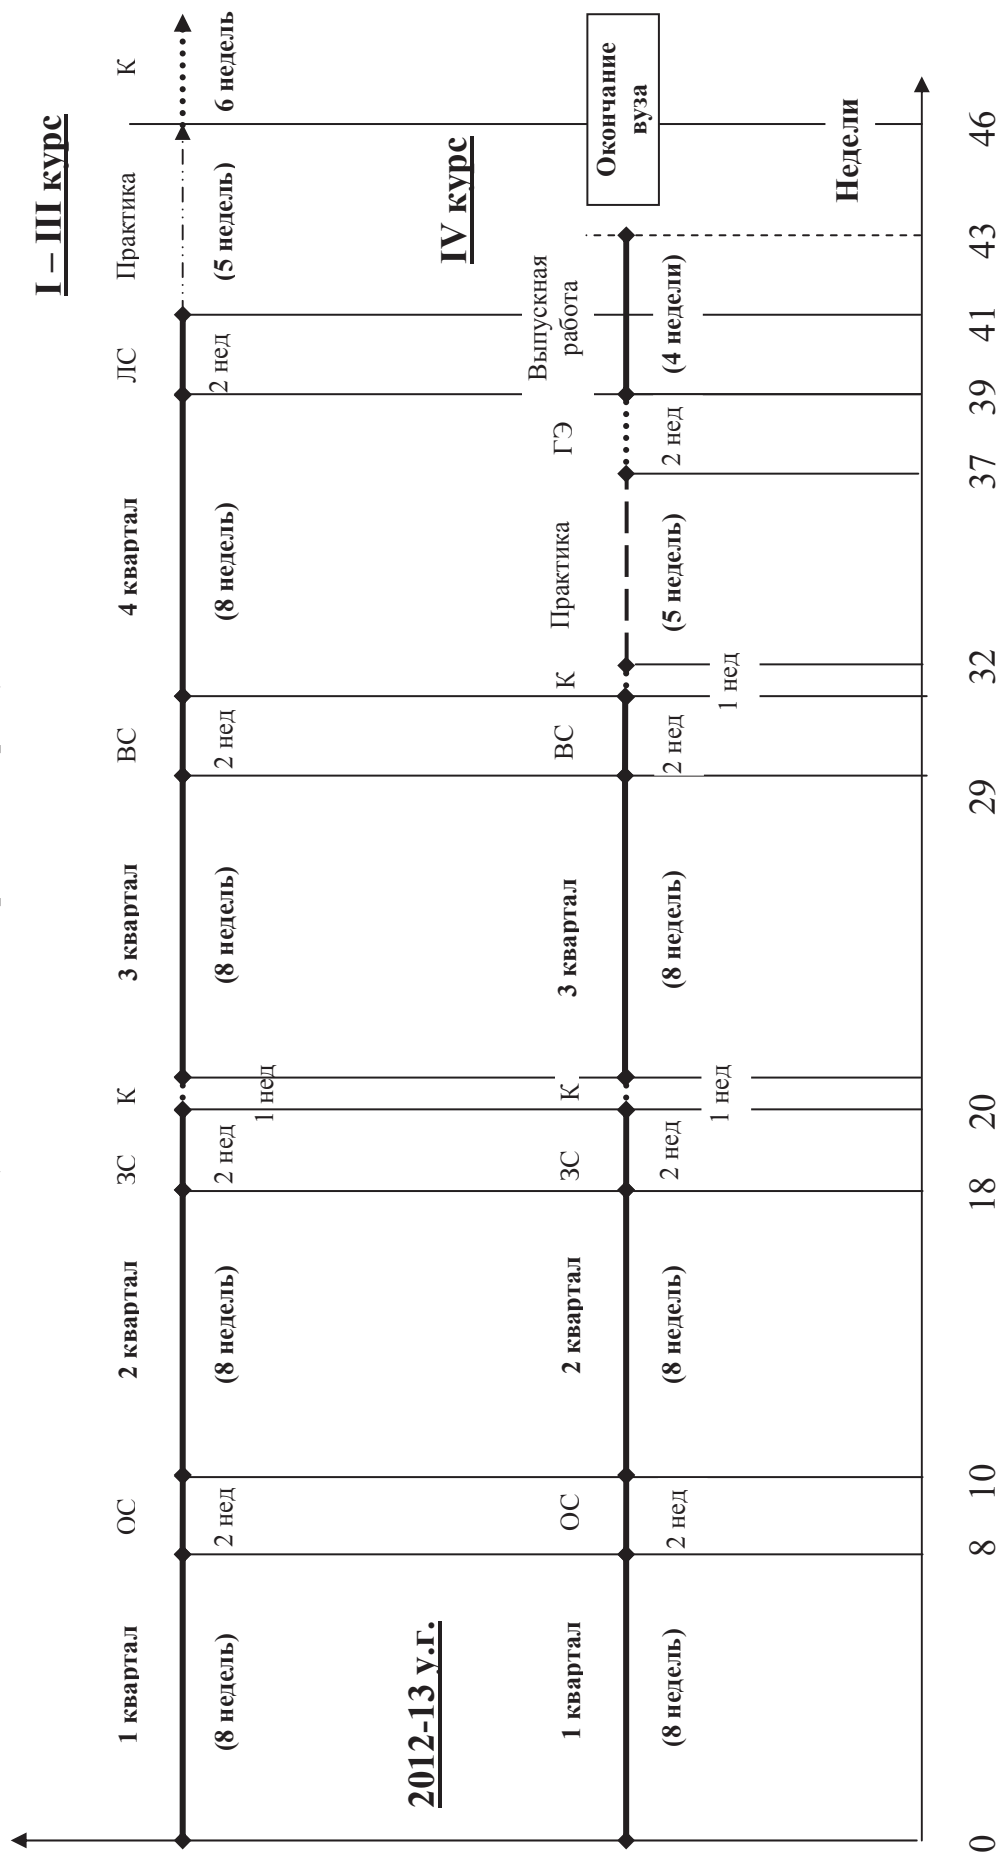 I – III курс
1 квартал
ОС
2 квартал
ЗС
К
3 квартал
ВС
4 квартал
ЛС
Практика
К
(8 недель)
2 нед
(8 недель)
2 нед
1 нед
(8 недель)
2 нед
(8 недель)
2 нед
(5 недель)
6 недель
2012-13 у.г.
IV курс
1 квартал
ОС
2 квартал
ЗС
К
3 квартал
ВС
К
Практика
ГЭ
Выпускная
работа
Окончание
вуза
(8 недель)
2 нед
(8 недель)
2 нед
1 нед
(8 недель)
2 нед
1 нед
(5 недель)
2 нед
(4 недели)
Недели
0
8
10
18
20
29
32
37
39
41
43
46